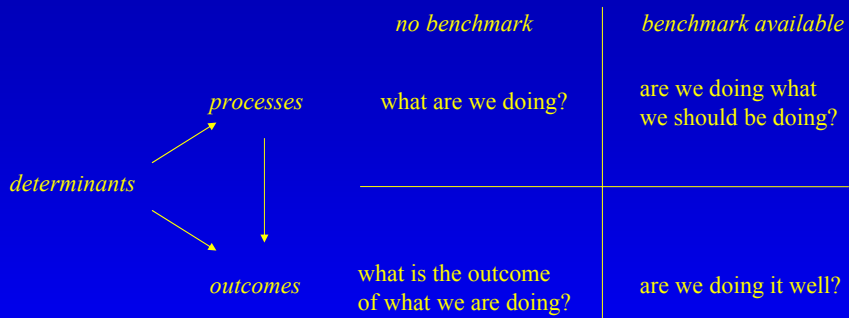 no benchmark
benchmark available
processes
what are we doing?
are we doing what
we should be doing?
determinants
outcomes
what is the outcome
of what we are doing?
are we doing it well?